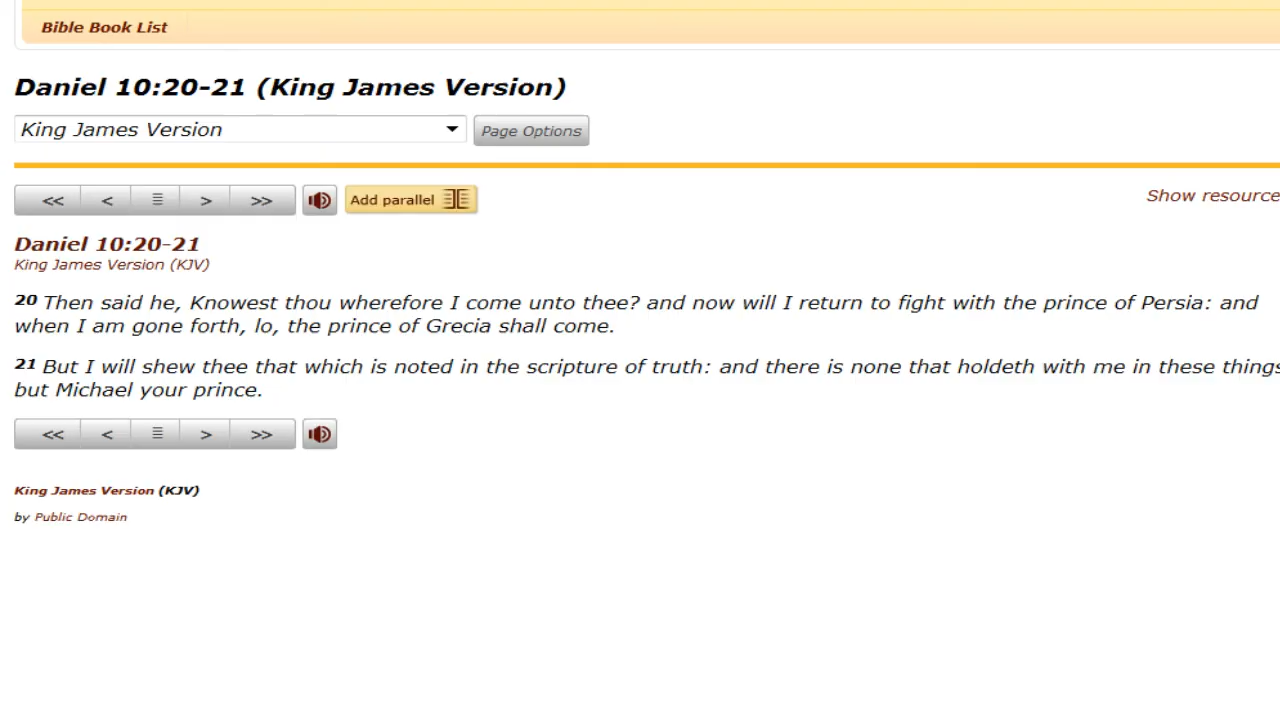 Bible Book List
Daniel 10:20-21 (King James Version)
King James Version
Page Options
<< < ≣ > >> Add parallel
Show resource
Daniel 10:20-21
King James Version (KJV)
20 Then said he, Knowest thou wherefore I come unto thee? and now will I return to fight with the prince of Persia: and
when I am gone forth, lo, the prince of Grecia shall come.
21 But I will shew thee that which is noted in the scripture of truth: and there is none that holdeth with me in these things
but Michael your prince.
<< < ≣ > >>
King James Version (KJV)
by Public Domain